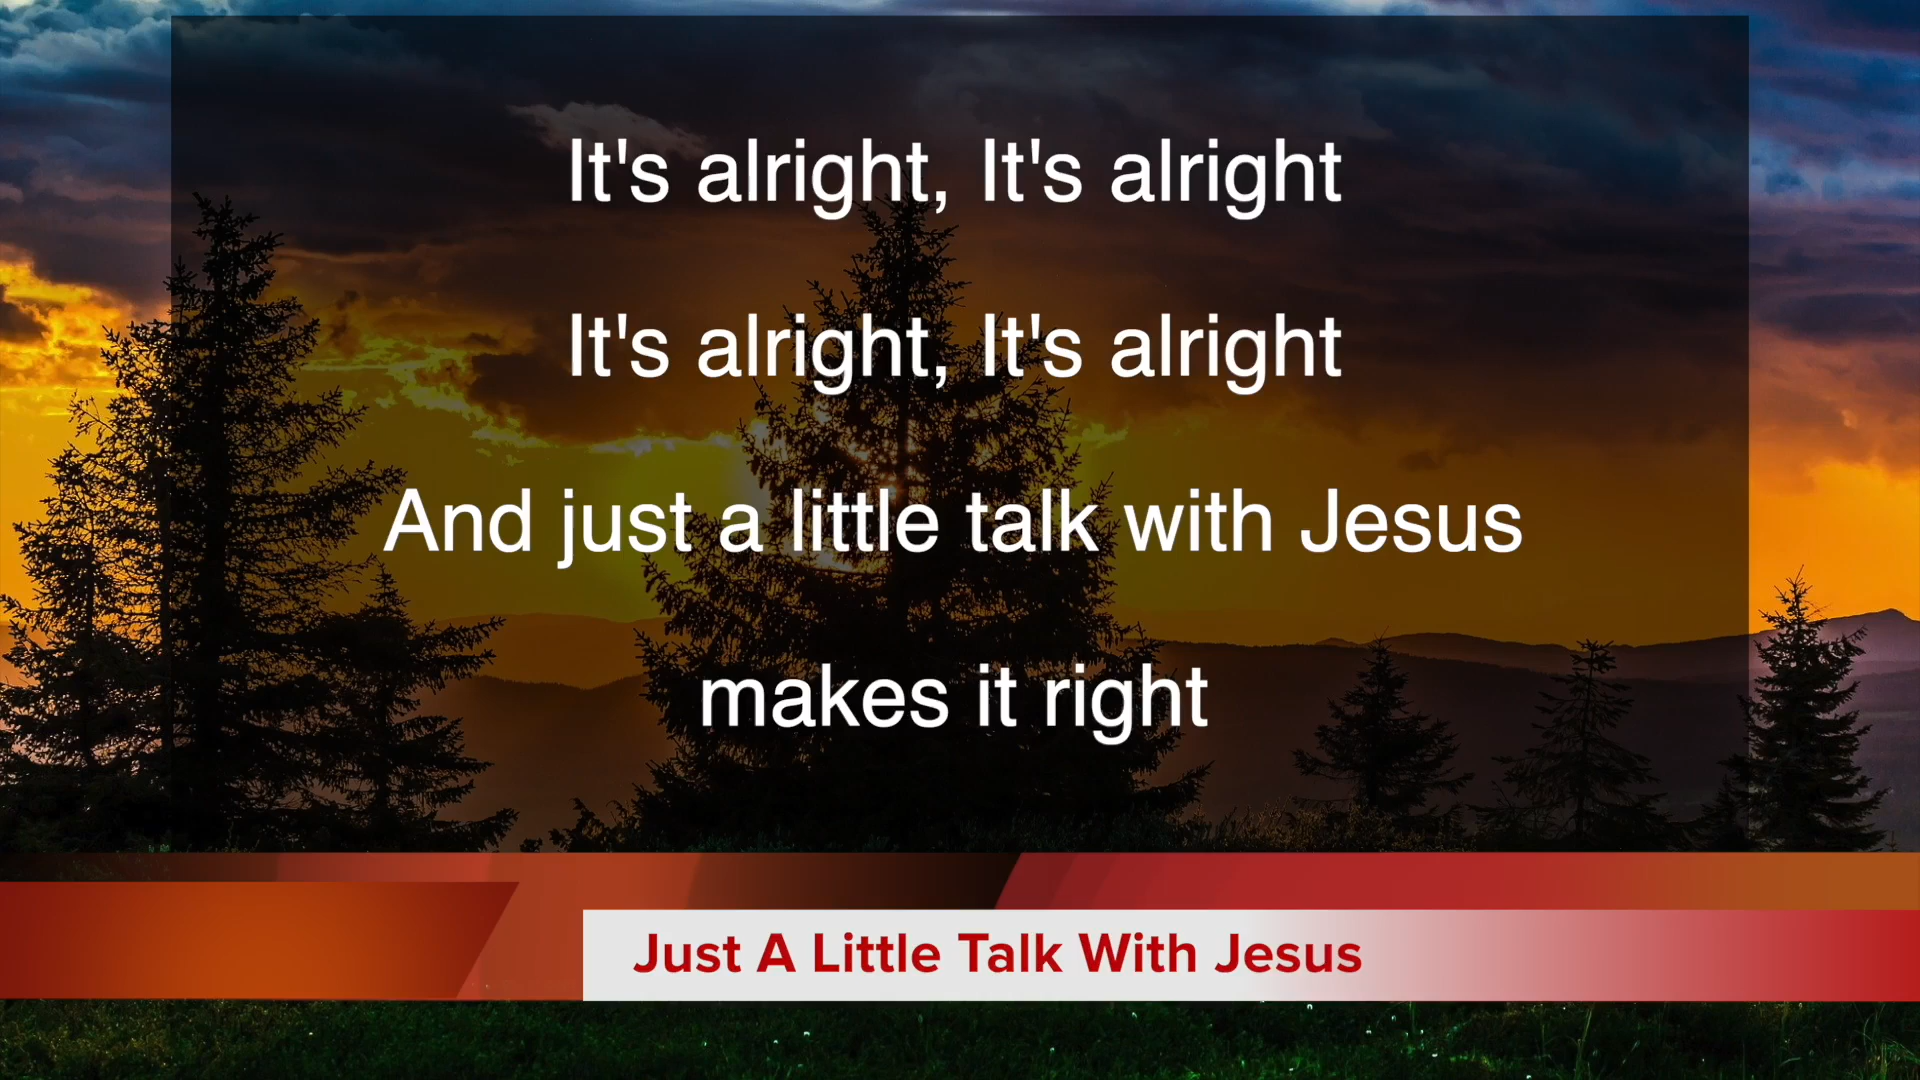 It's alright, It's alright
It's alright, It's alright
And just a little talk with Jesus
makes it right
Just A Little Talk With Jesus